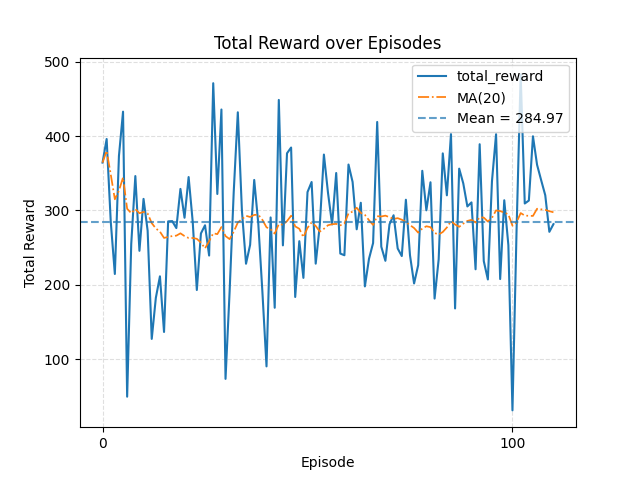 Total Reward over Episodes
500
400
300
200
100
Total Reward
total_reward
MA(20)
Mean = 284.97
0
100
Episode